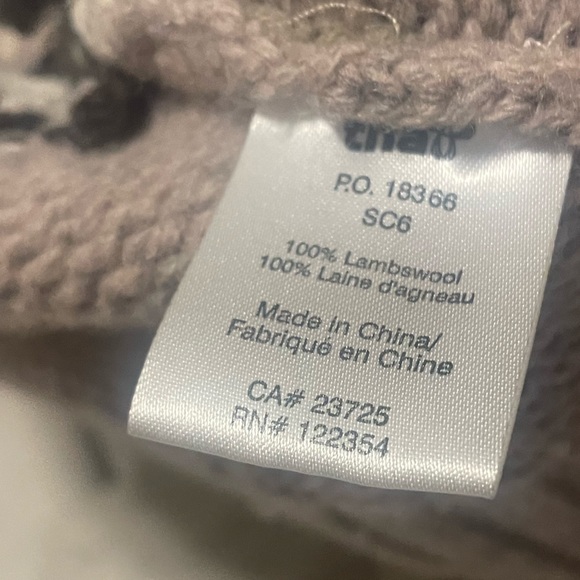 P.O. 18366
SC6
100% Lambswool
100% Laine d'agneau
Made in China/
Fabriqué en Chine
CA# 23725
RN# 122354